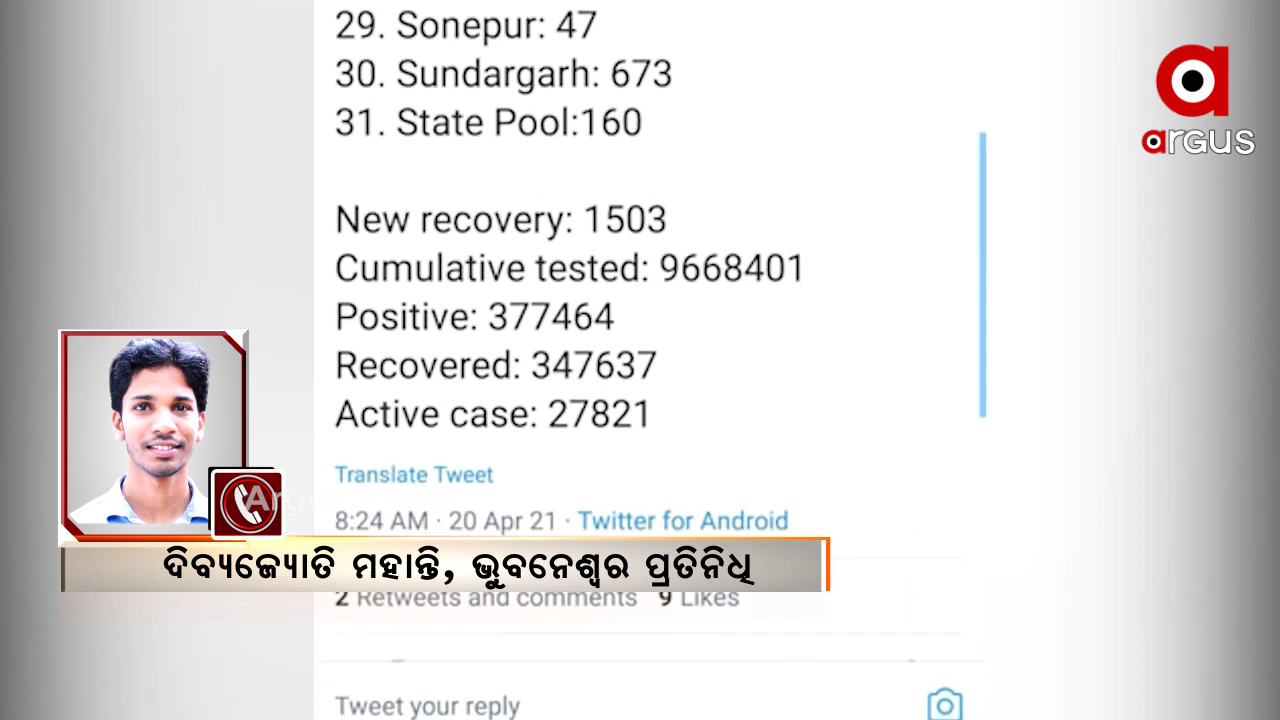 29. Sonepur: 47
30. Sundargarh: 673
31. State Pool:160
New recovery: 1503
Cumulative tested: 9668401
Positive: 377464
Recovered: 347637
Active case: 27821
Translate Tweet
8:24 AM · 20 Apr 21 · Twitter for Android
2 Retweets and comments 9 Likes
Tweet your reply
ଦିବ୍ୟଜ୍ୟୋତି ମହାନ୍ତି, ଭୁବନେଶ୍ୱର ପ୍ରତିନିଧି
a
argus